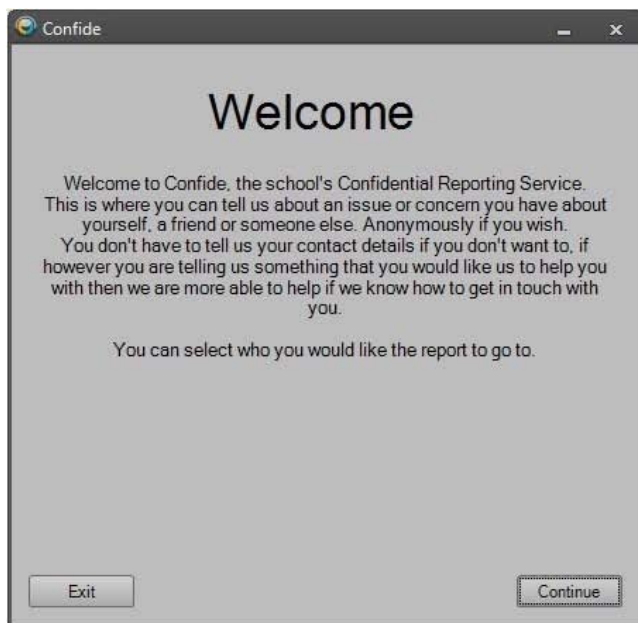 Confide
Welcome
Welcome to Confide, the school's Confidential Reporting Service.
This is where you can tell us about an issue or concern you have about
yourself, a friend or someone else. Anonymously if you wish.
You don't have to tell us your contact details if you don't want to, if
however you are telling us something that you would like us to help you
with then we are more able to help if we know how to get in touch with
you.
You can select who you would like the report to go to.
Exit
Continue